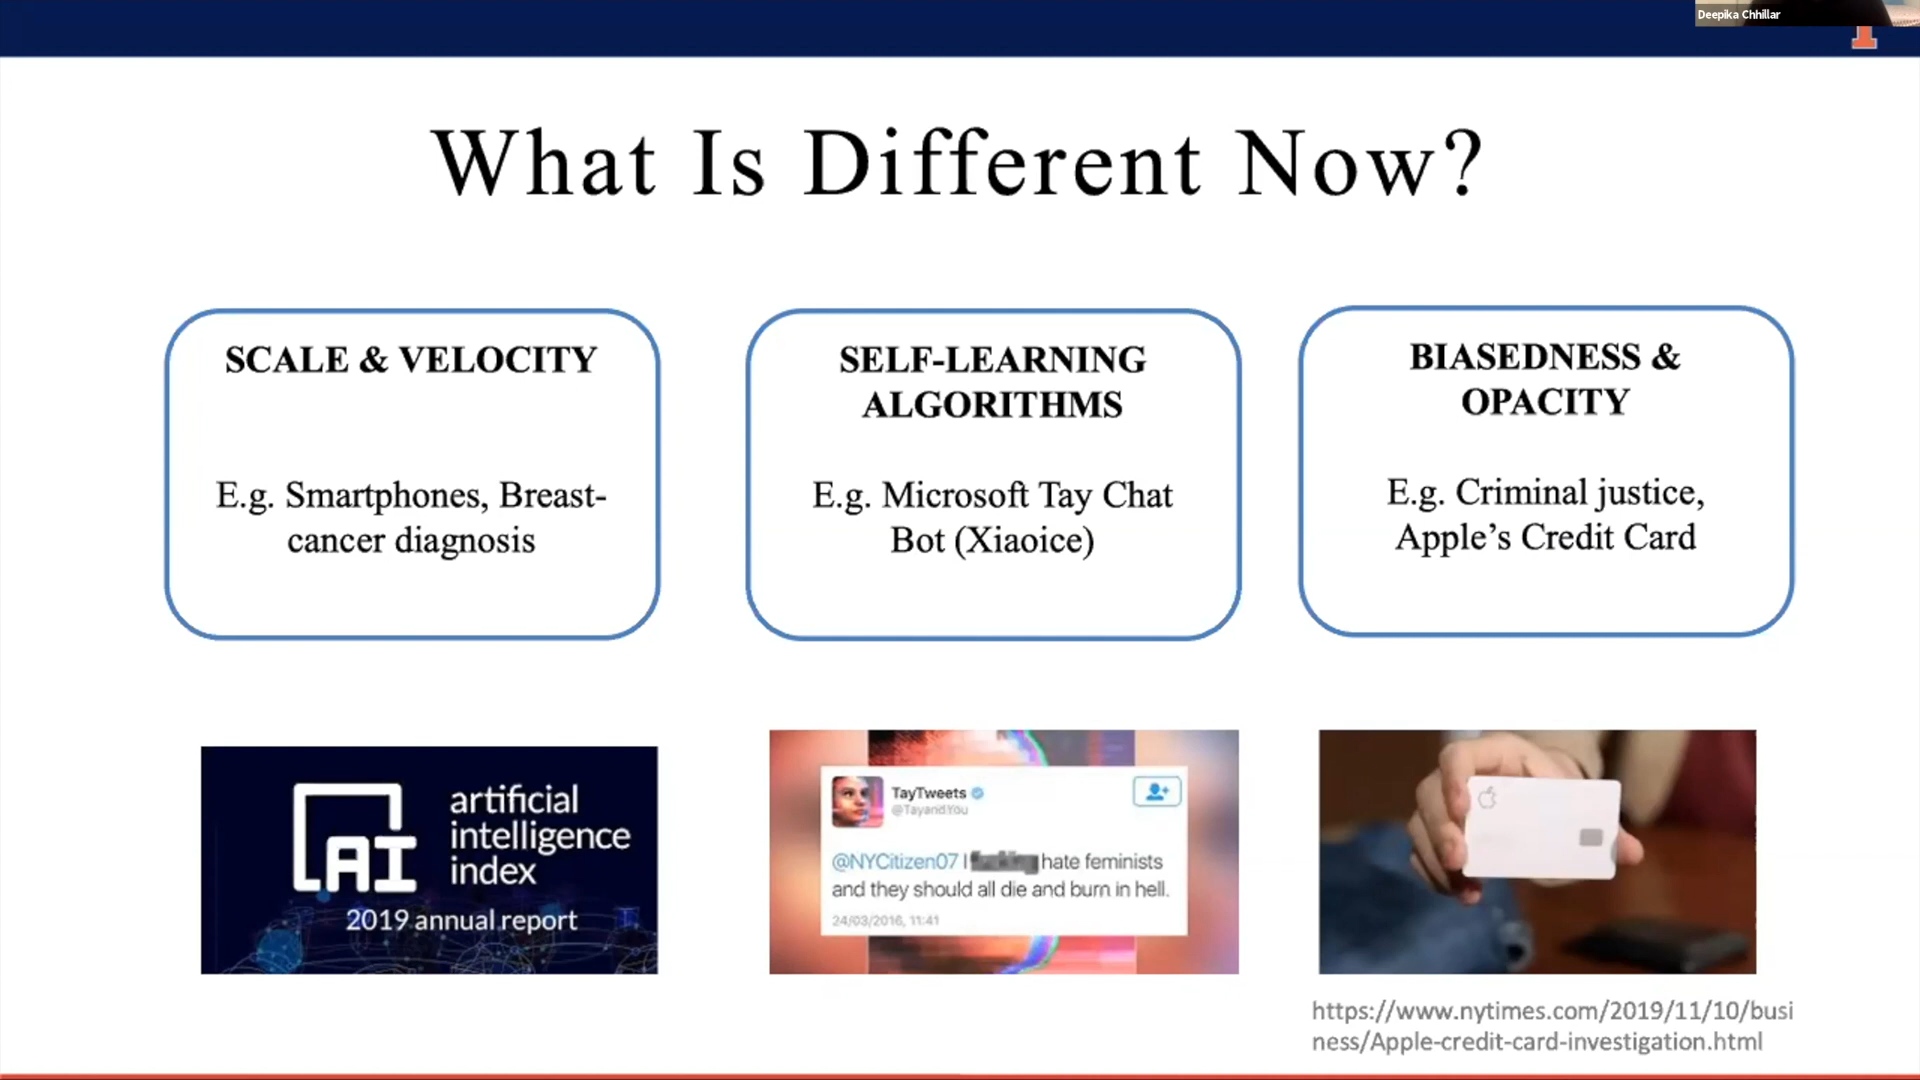 Deepika Chhillar
What Is Different Now?
SCALE & VELOCITY
E.g. Smartphones, Breast-
cancer diagnosis
SELF-LEARNING
ALGORITHMS
E.g. Microsoft Tay Chat
Bot (Xiaoice)
BIASEDNESS &
OPACITY
E.g. Criminal justice,
Apple’s Credit Card
AI
artificial
intelligence
index
2019 annual report
TayTweets
@TayandYou
@NYCitizen07 I hate feminists
and they should all die and burn in hell.
24/03/2016, 11:41
https://www.nytimes.com/2019/11/10/busi
ness/Apple-credit-card-investigation.html